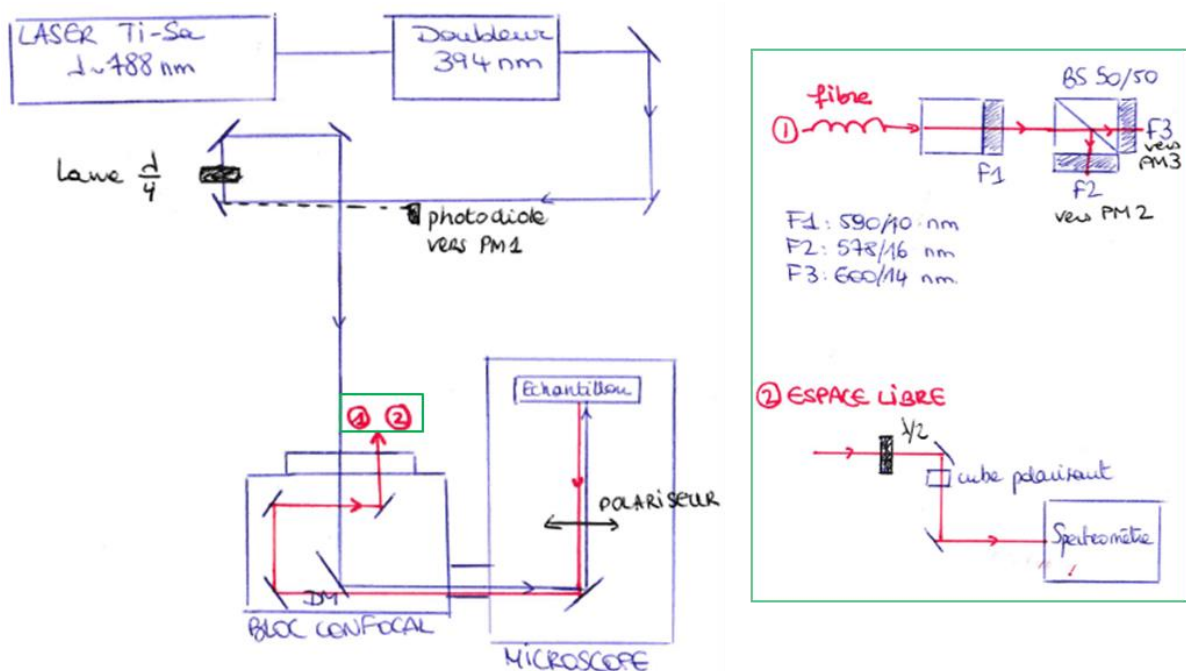 LASER Ti-Sa
λ~788 nm
Doubleur
394nm
Lame λ/4
photodiode
vers PM1
① ②
Echantillon
POLARISEUR
DM
BLOC CONFOCAL
MICROSCOPE
BS 50/50
① fibre
F1
F3
vers
PM3
F2
vers PM2
F1: 590/10 nm
F2: 578/16 nm
F3: 600/14 nm
② ESPACE LIBRE
λ/2
cube polarisant
Spectromètre